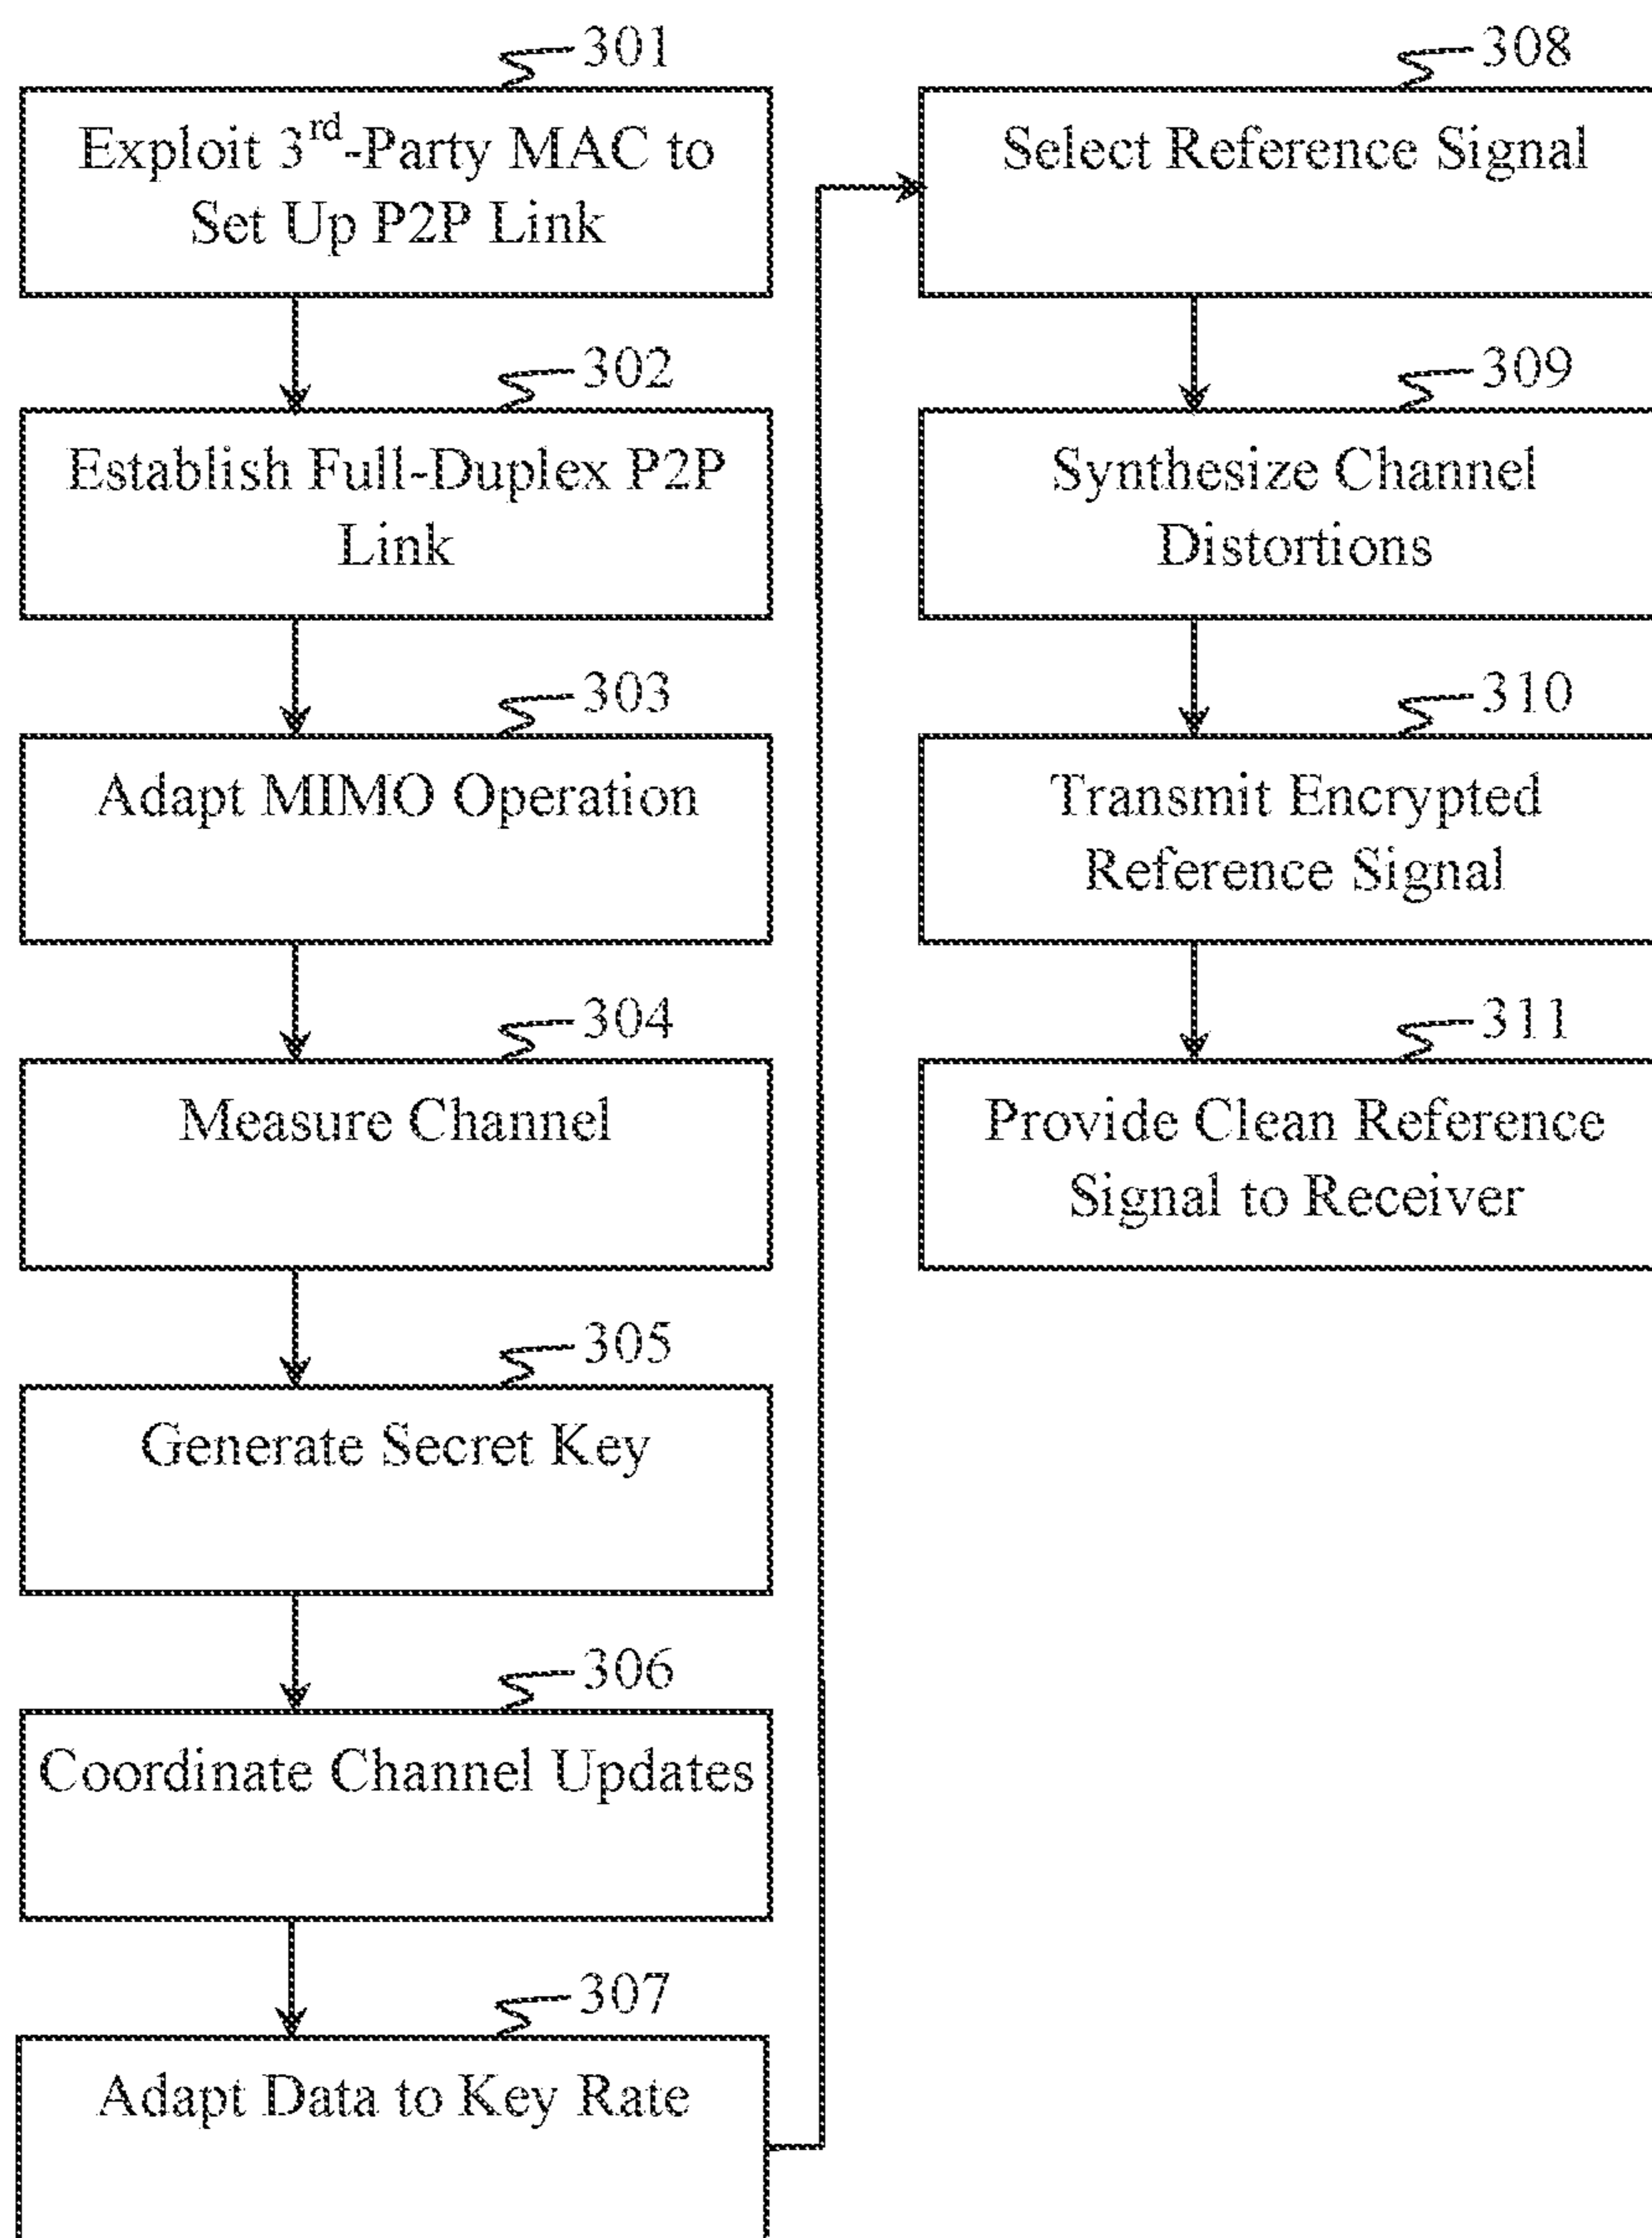 301
Exploit 3rd-Party MAC to
Set Up P2P Link
302
Establish Full-Duplex P2P
Link
303
Adapt MIMO Operation
304
Measure Channel
305
Generate Secret Key
306
Coordinate Channel Updates
307
Adapt Data to Key Rate
308
Select Reference Signal
309
Synthesize Channel
Distortions
310
Transmit Encrypted
Reference Signal
311
Provide Clean Reference
Signal to Receiver